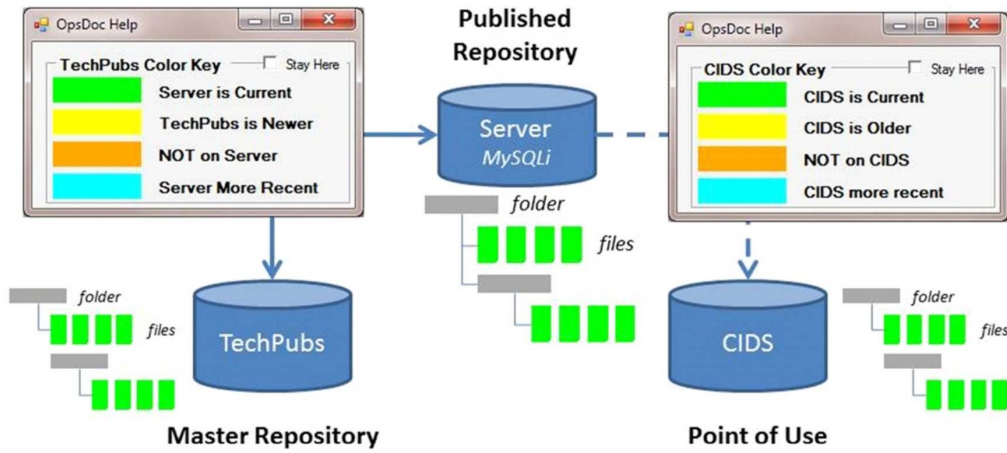 OpsDoc Help
TechPubs Color Key
Stay Here
Server is Current
TechPubs is Newer
NOT on Server
Server More Recent
Published
Repository
Server
MySQLi
folder
files
OpsDoc Help
CIDS Color Key
Stay Here
CIDS is Current
CIDS is Older
NOT on CIDS
CIDS more recent
folder
files
TechPubs
Master Repository
CIDS
folder
files
Point of Use